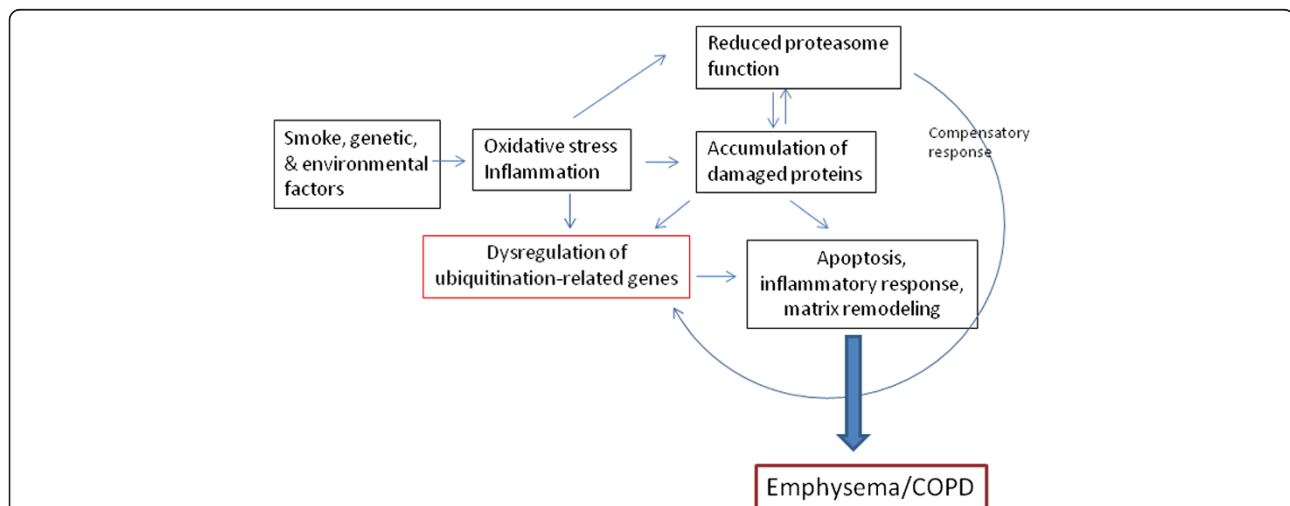 Reduced proteasome
function
Smoke, genetic,
& environmental
factors
Oxidative stress
Inflammation
Accumulation of
damaged proteins
Compensatory
response
Dysregulation of
ubiquitination-related genes
Apoptosis,
inflammatory response,
matrix remodeling
Emphysema/COPD